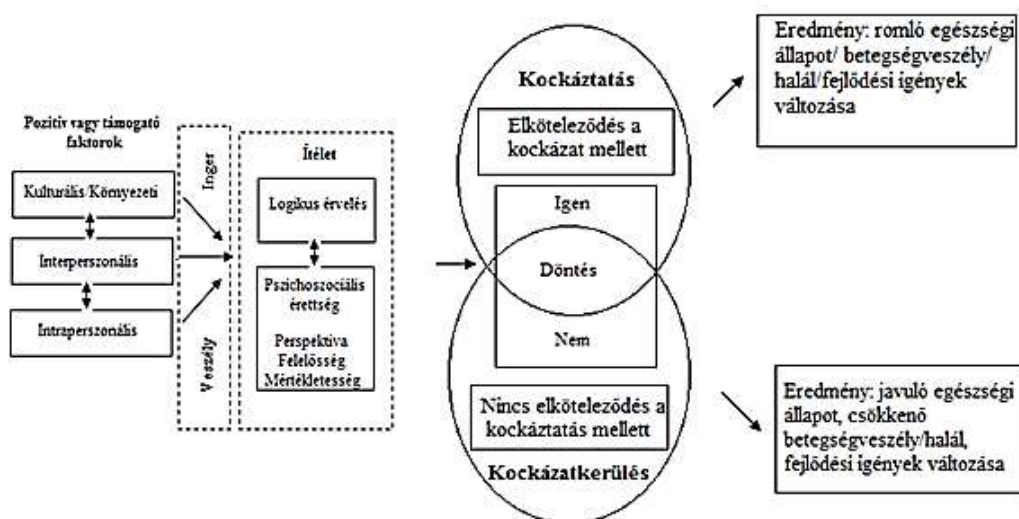 Pozitív vagy támogató
faktorok
Kulturális/Környezeti
Interperszonális
Intraperszonális
Inger
Veszély
Ítélet
Logikus érvelés
Pszichoszociális
érettség
Perspektíva
Felelősség
Mértékletesség
Kockáztatás
Elköteleződés a
kockázat mellett
Igen
Döntés
Nem
Nincs elköteleződés a
kockáztatás mellett
Kockázatkerülés
Eredmény: romló egészségi
állapot/ betegségveszély/
halál/fejlődési igények
változása
Eredmény: javuló egészségi
állapot, csökkenő
betegségveszély/halál,
fejlődési igények változása